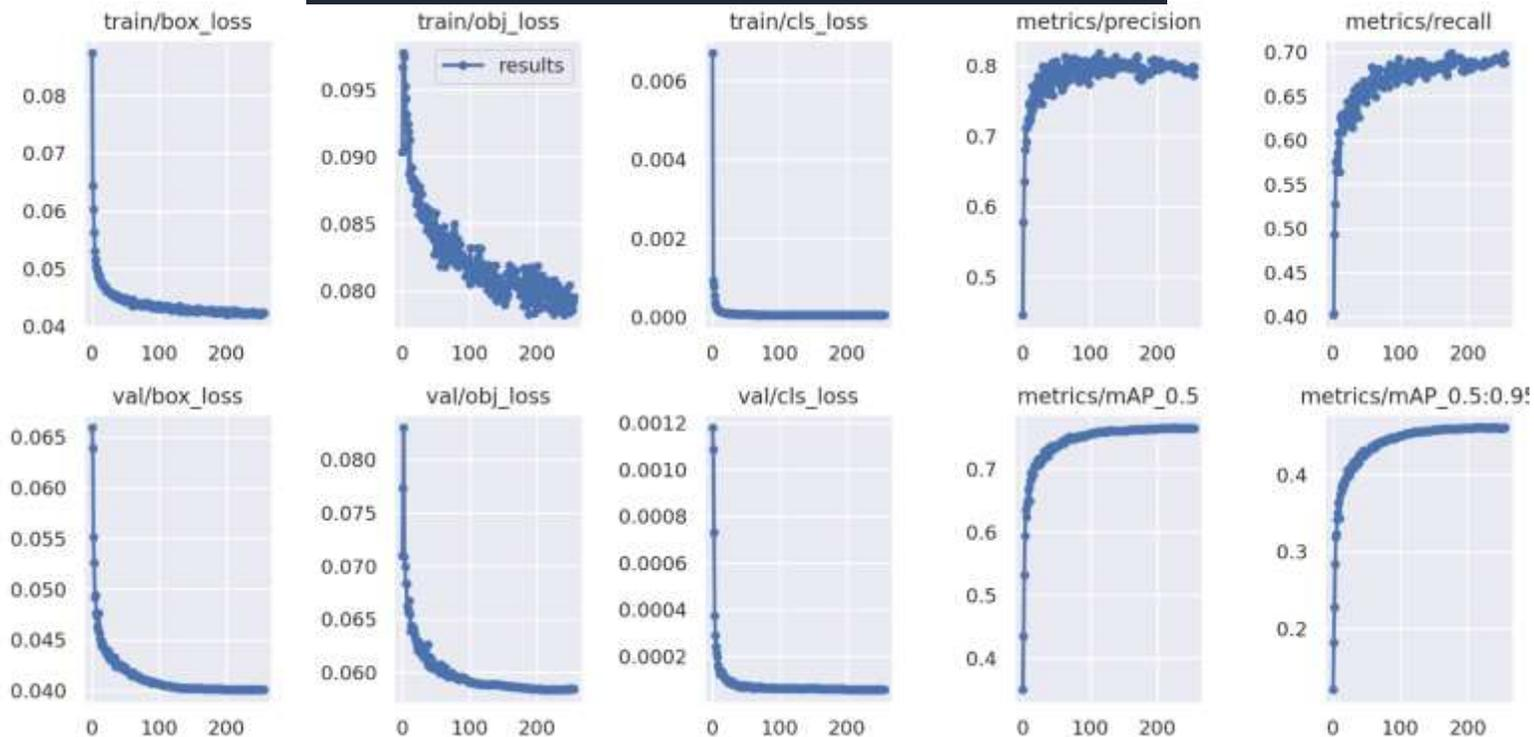 train/box_loss
0.08
0.07
0.06
0.05
0.04
0 100 200
train/obj_loss
results
0.095
0.090
0.085
0.080
0 100 200
train/cls_loss
0.006
0.004
0.002
0.000
0 100 200
metrics/precision
0.8
0.7
0.6
0.5
0 100 200
metrics/recall
0.70
0.65
0.60
0.55
0.50
0.45
0.40
0 100 200
val/box_loss
0.065
0.060
0.055
0.050
0.045
0.040
0 100 200
val/obj_loss
0.080
0.075
0.070
0.065
0.060
0 100 200
val/cls_loss
0.0012
0.0010
0.0008
0.0006
0.0004
0.0002
0 100 200
metrics/mAP_0.5
0.7
0.6
0.5
0.4
0 100 200
metrics/mAP_0.5:0.95
0.4
0.3
0.2
0 100 200